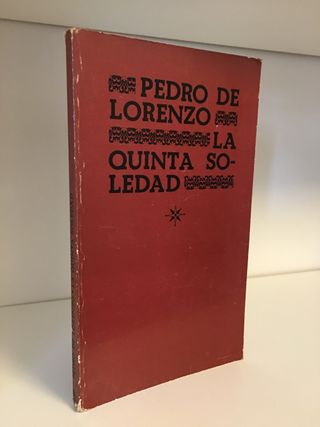 PEDRO DE
LORENZO
LA
QUINTA SO-
LEDAD